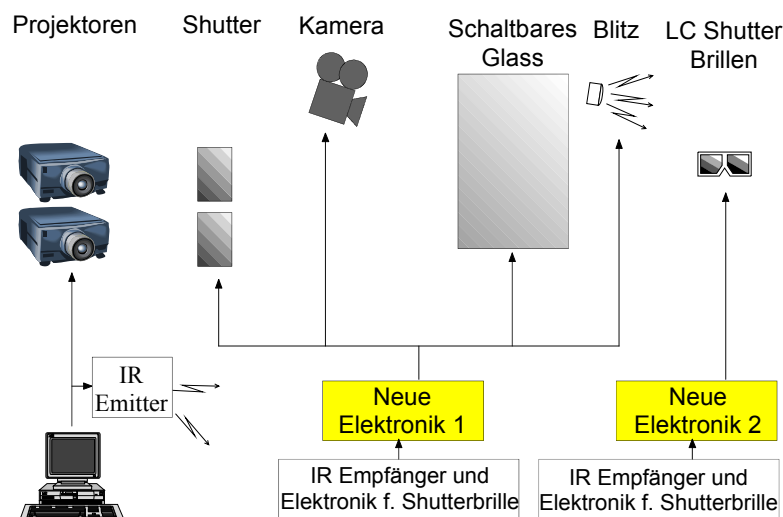 Projektoren
Shutter
Kamera
Schaltbares
Glass
Blitz
LC Shutter
Brillen
IR
Emitter
Neue
Elektronik 1
Neue
Elektronik 2
IR Empfänger und
Elektronik f. Shutterbrille
IR Empfänger und
Elektronik f. Shutterbrille